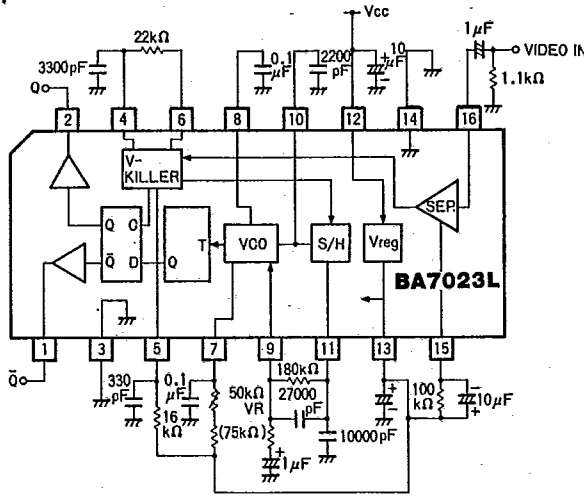 Vcc
22kΩ
3300pF
0.1
μF
2200
pF
+
10
μF
1μF
+
VIDEO IN
1.1kΩ
Q
2
4
6
8
10
12
14
16
V-
KILLER
SEP.
Q C
Q̄ D
Q
T
VCO
S/H
Vreg
BA7023L
1
3
5
7
9
11
13
15
Q̄
330
pF
16
kΩ
0.1
μF
50kΩ
VR
(75kΩ)
180kΩ
27000
pF
+
1μF
10000pF
+
-
100
kΩ
-
10μF
+